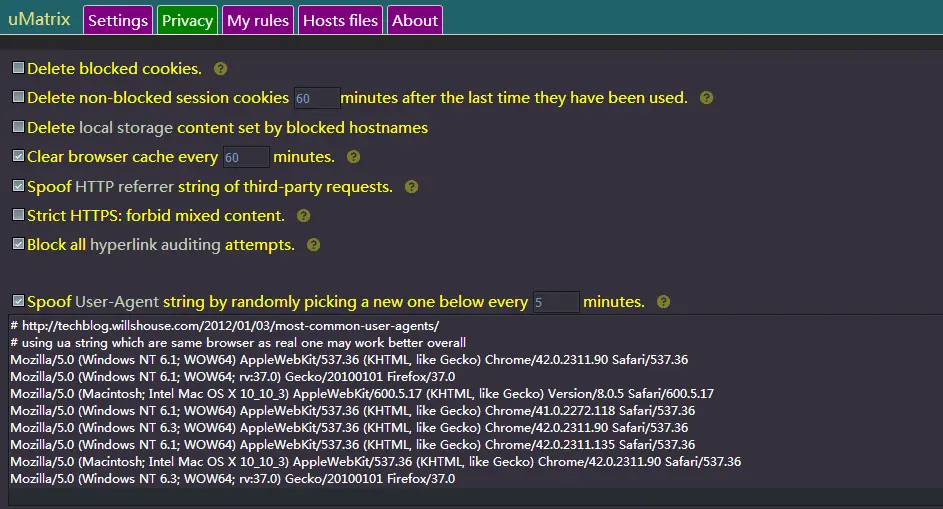 uMatrix Settings Privacy My rules Hosts files About
Delete blocked cookies. ?
Delete non-blocked session cookies 60 minutes after the last time they have been used. ?
Delete local storage content set by blocked hostnames
Clear browser cache every 60 minutes. ?
Spoof HTTP referrer string of third-party requests. ?
Strict HTTPS: forbid mixed content. ?
Block all hyperlink auditing attempts. ?
Spoof User-Agent string by randomly picking a new one below every 5 minutes. ?
# http://techblog.willshouse.com/2012/01/03/most-common-user-agents/
# using ua string which are same browser as real one may work better overall
Mozilla/5.0 (Windows NT 6.1; WOW64) AppleWebKit/537.36 (KHTML, like Gecko) Chrome/42.0.2311.90 Safari/537.36
Mozilla/5.0 (Windows NT 6.1; WOW64; rv:37.0) Gecko/20100101 Firefox/37.0
Mozilla/5.0 (Macintosh; Intel Mac OS X 10_10_3) AppleWebKit/600.5.17 (KHTML, like Gecko) Version/8.0.5 Safari/600.5.17
Mozilla/5.0 (Windows NT 6.1; WOW64) AppleWebKit/537.36 (KHTML, like Gecko) Chrome/41.0.2272.118 Safari/537.36
Mozilla/5.0 (Windows NT 6.3; WOW64) AppleWebKit/537.36 (KHTML, like Gecko) Chrome/42.0.2311.90 Safari/537.36
Mozilla/5.0 (Windows NT 6.1; WOW64) AppleWebKit/537.36 (KHTML, like Gecko) Chrome/42.0.2311.135 Safari/537.36
Mozilla/5.0 (Macintosh; Intel Mac OS X 10_10_3) AppleWebKit/537.36 (KHTML, like Gecko) Chrome/42.0.2311.90 Safari/537.36
Mozilla/5.0 (Windows NT 6.3; WOW64; rv:37.0) Gecko/20100101 Firefox/37.0